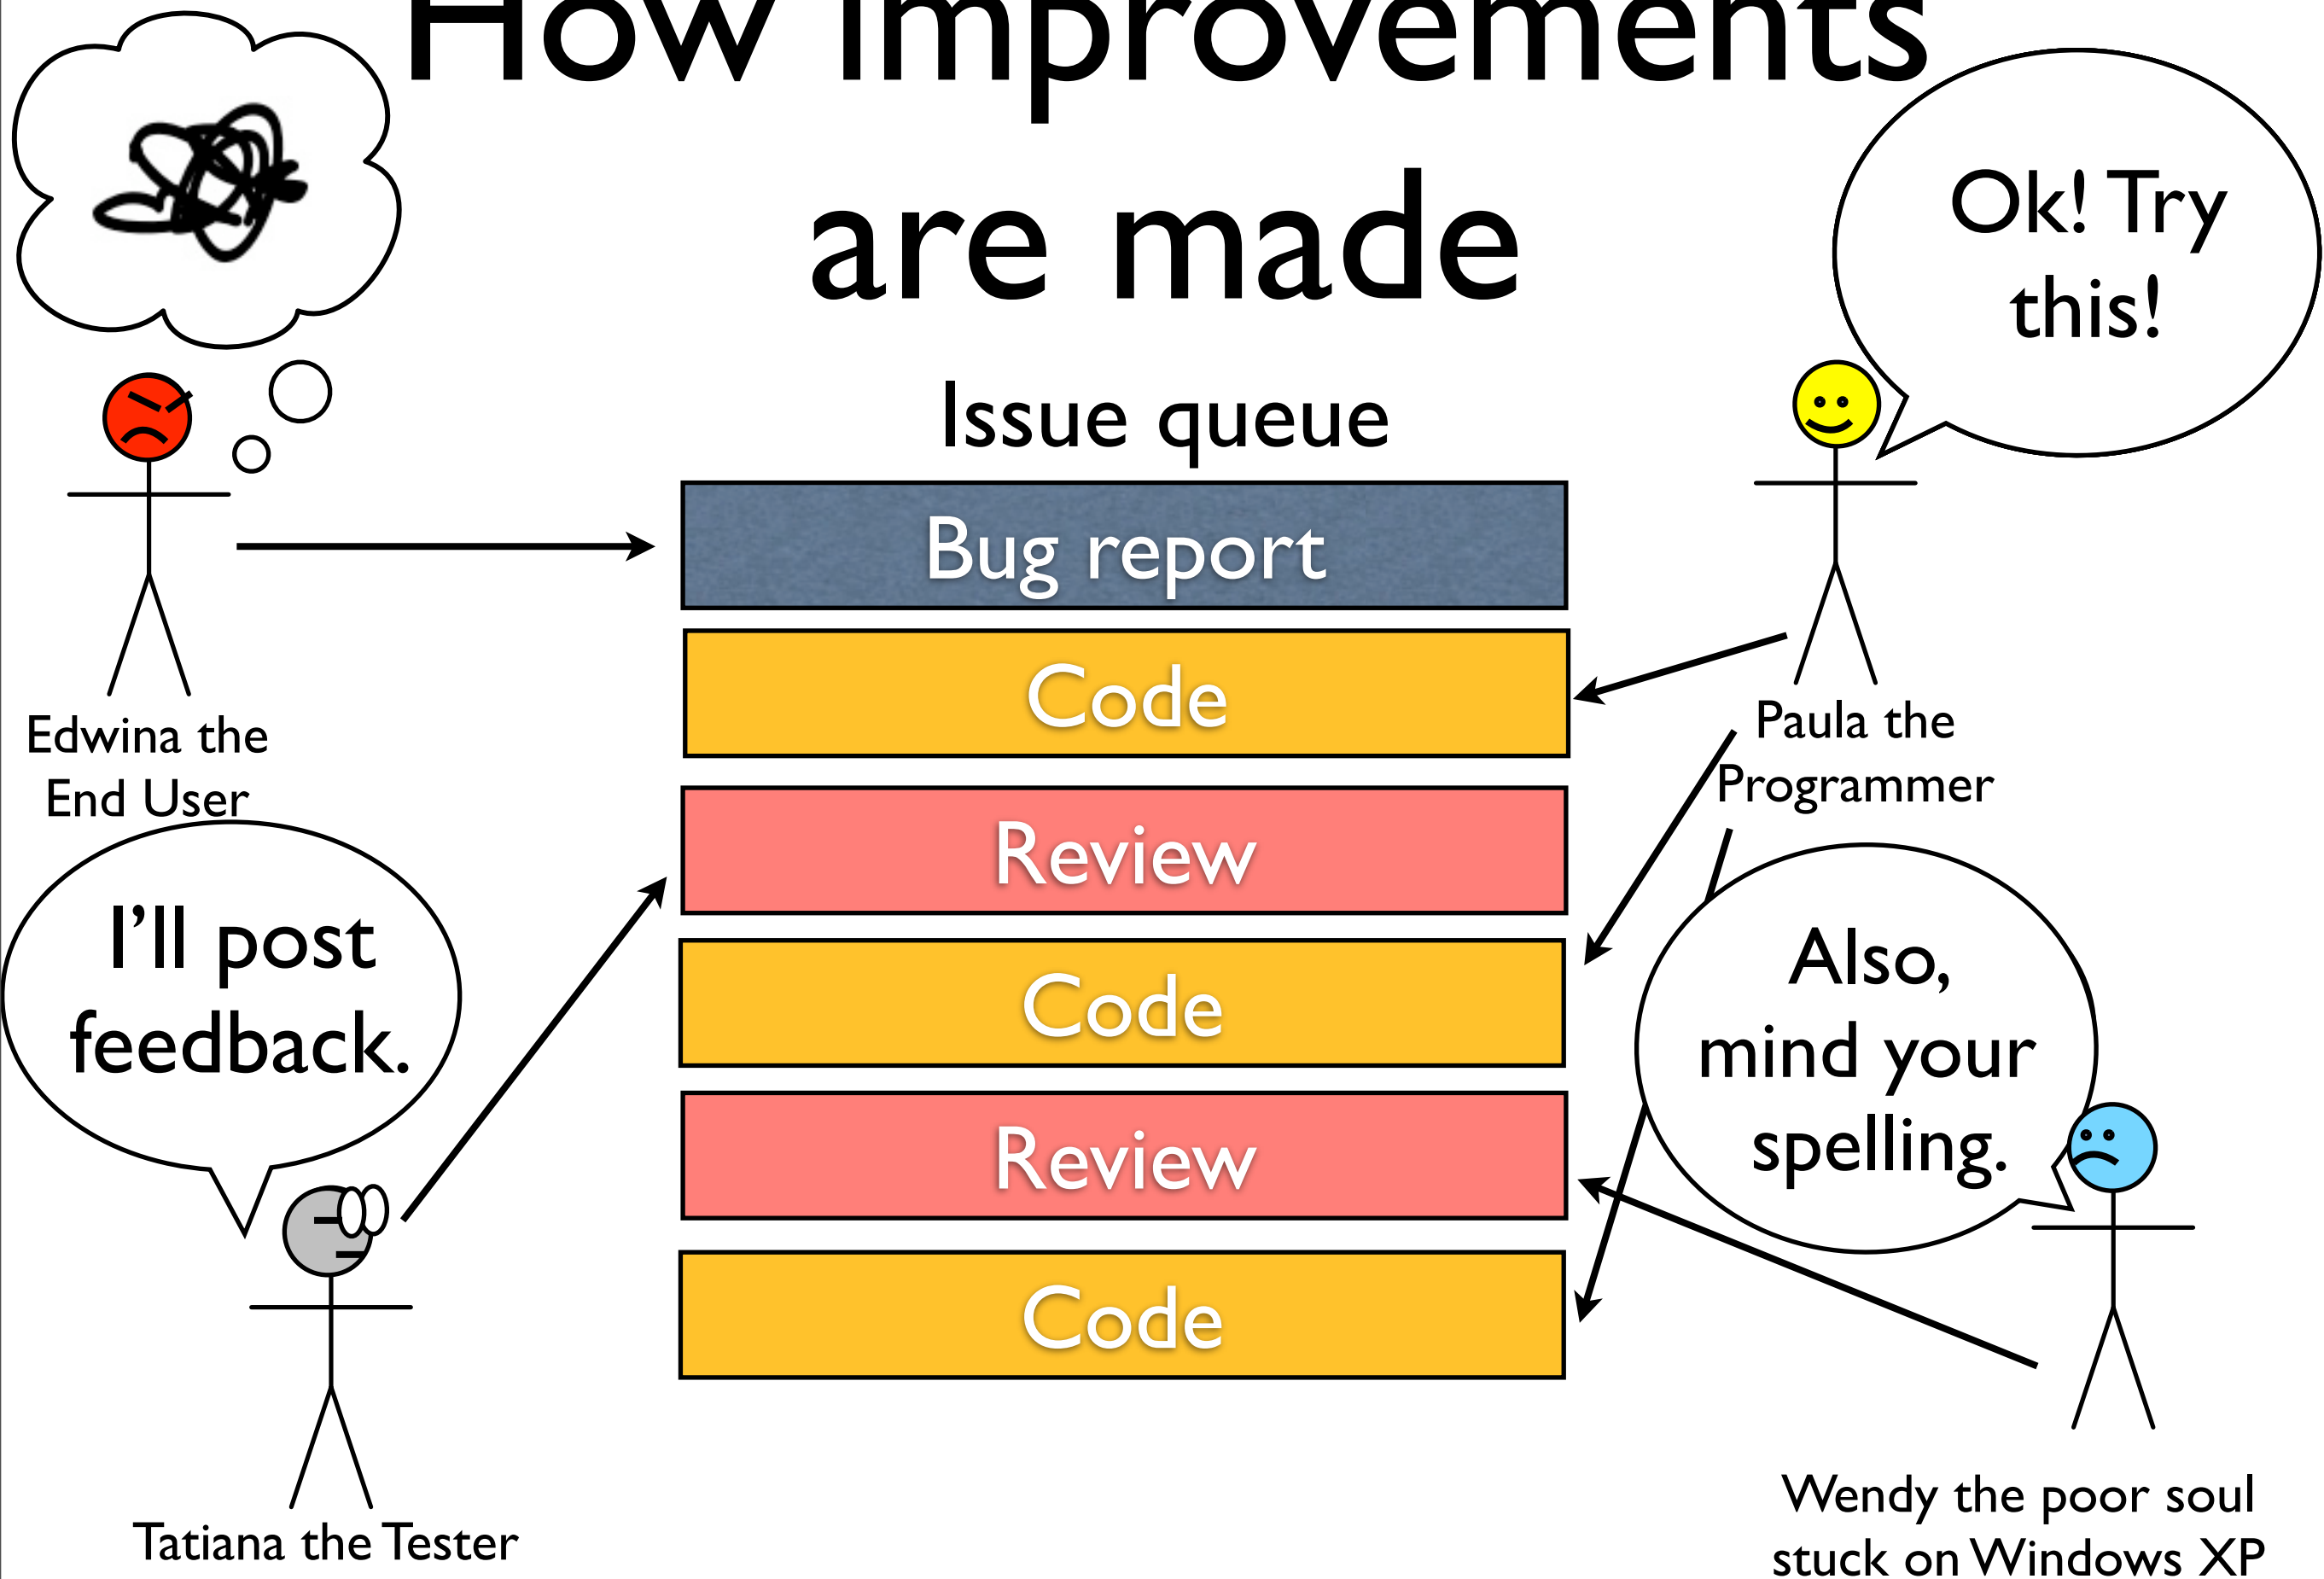 How improvements
are made
Ok! Try
this!
Issue queue
Bug report
Code
Edwina the
End User
Paula the
Programmer
Review
I'll post
feedback.
Code
Also,
mind your
spelling.
Review
Code
Tatiana the Tester
Wendy the poor soul
stuck on Windows XP